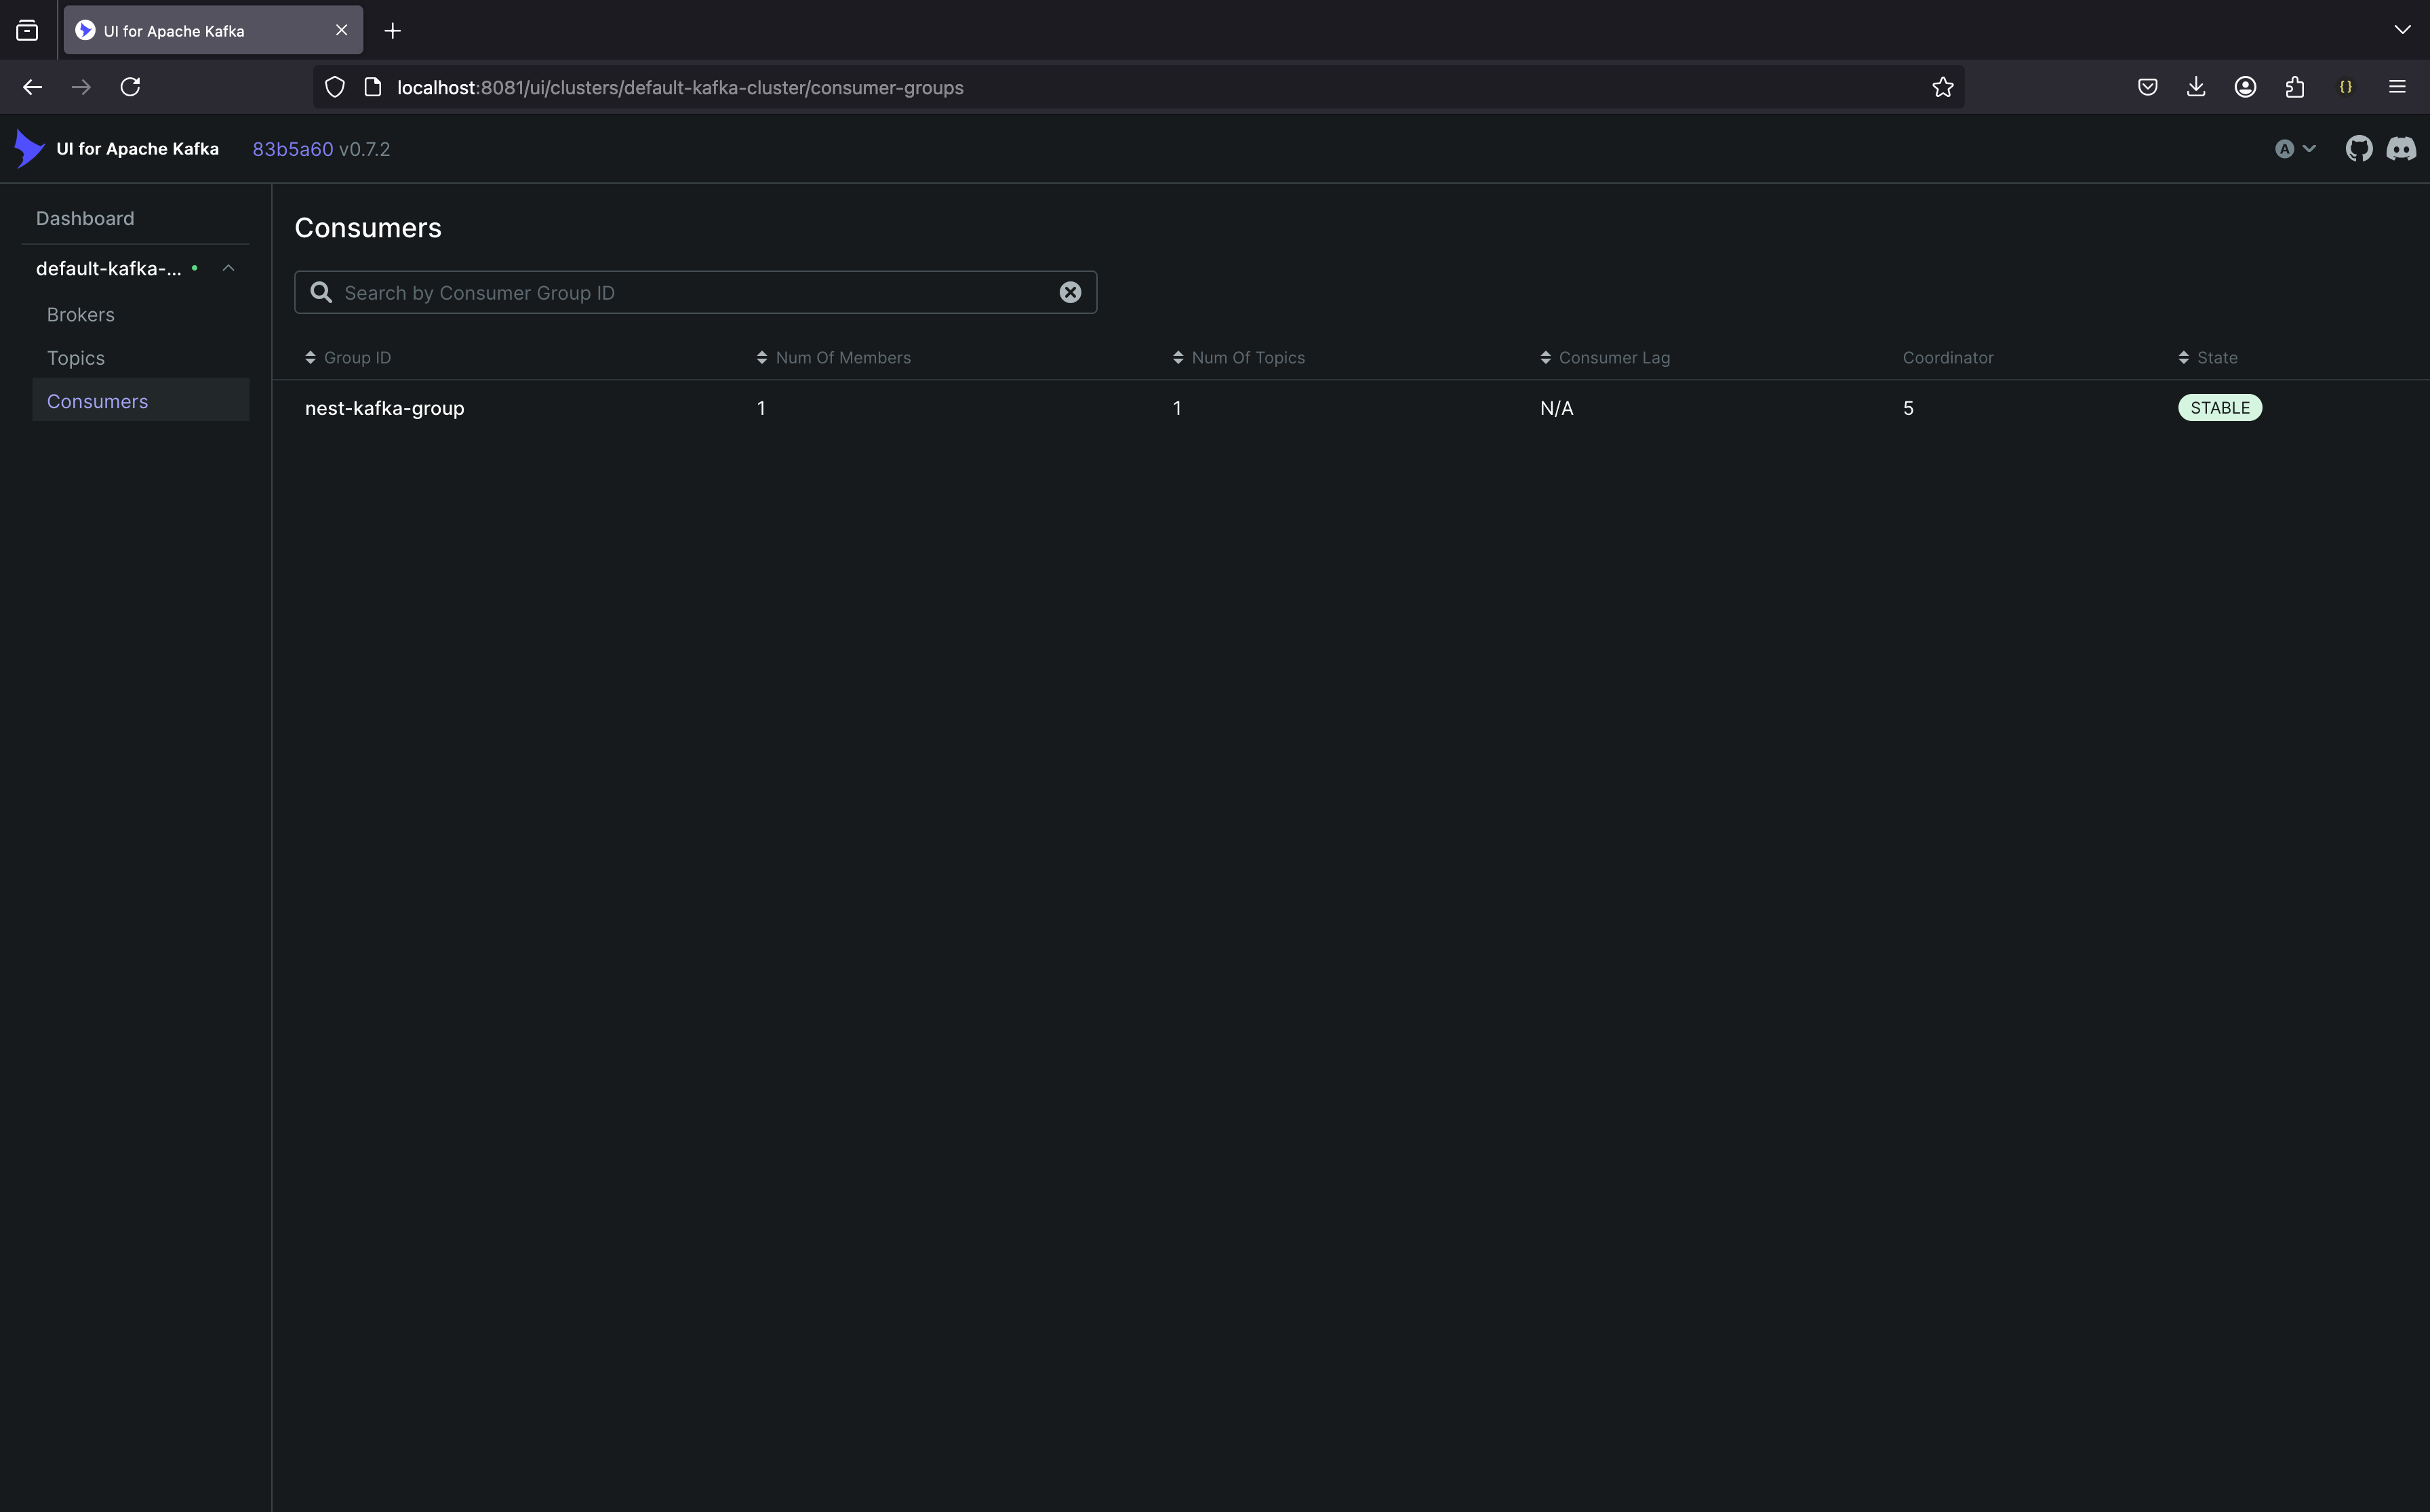 UI for Apache Kafka
localhost:8081/ui/clusters/default-kafka-cluster/consumer-groups
{}
UI for Apache Kafka 83b5a60 v0.7.2
A
Dashboard
default-kafka-...
Brokers
Topics
Consumers
Consumers
Search by Consumer Group ID
Group ID Num Of Members Num Of Topics Consumer Lag Coordinator State
nest-kafka-group 1 1 N/A 5 STABLE